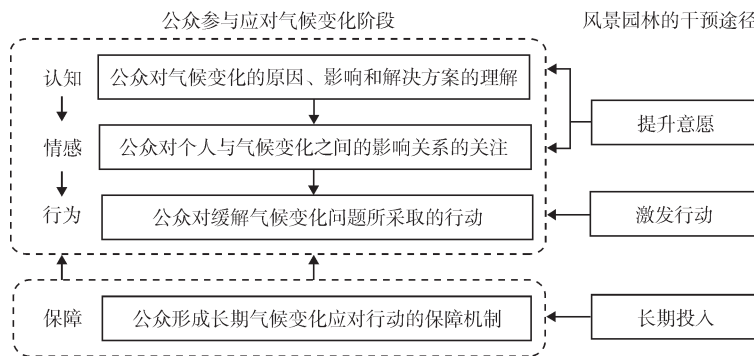 公众参与应对气候变化阶段
风景园林的干预途径
认知
公众对气候变化的原因、影响和解决方案的理解
提升意愿
情感
公众对个人与气候变化之间的影响关系的关注
行为
公众对缓解气候变化问题所采取的行动
激发行动
保障
公众形成长期气候变化应对行动的保障机制
长期投入